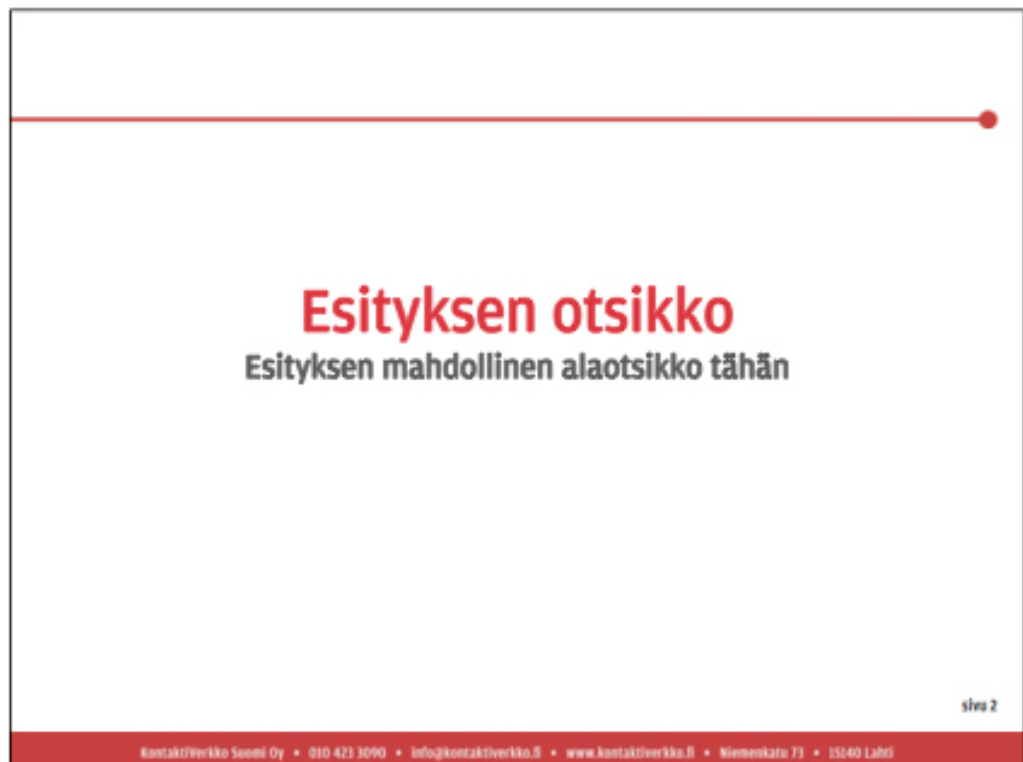 Esityksen otsikko
Esityksen mahdollinen alaotsikko tähän
sivu 2
KontaktiVerkko Suomi Oy • 010 423 3090 • info@kontaktiverkko.fi • www.kontaktiverkko.fi • Niemenkatu 73 • 15140 Lahti